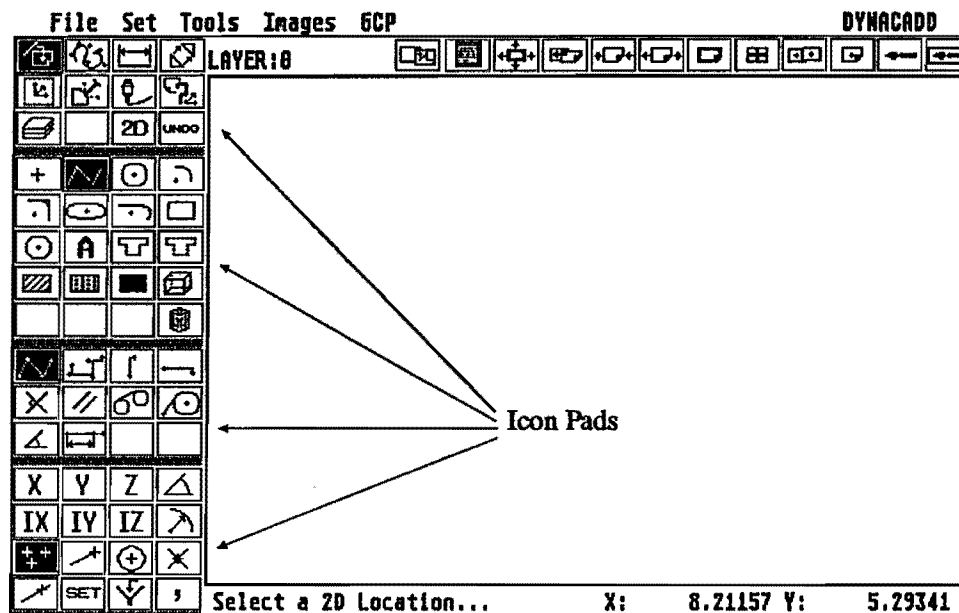 File Set Tools Images GCP DYNACADD
LAYER:0
2D UNDO
A
Icon Pads
X Y Z
IX IY IZ
SET ,
Select a 2D Location... X: 8.21157 Y: 5.29341